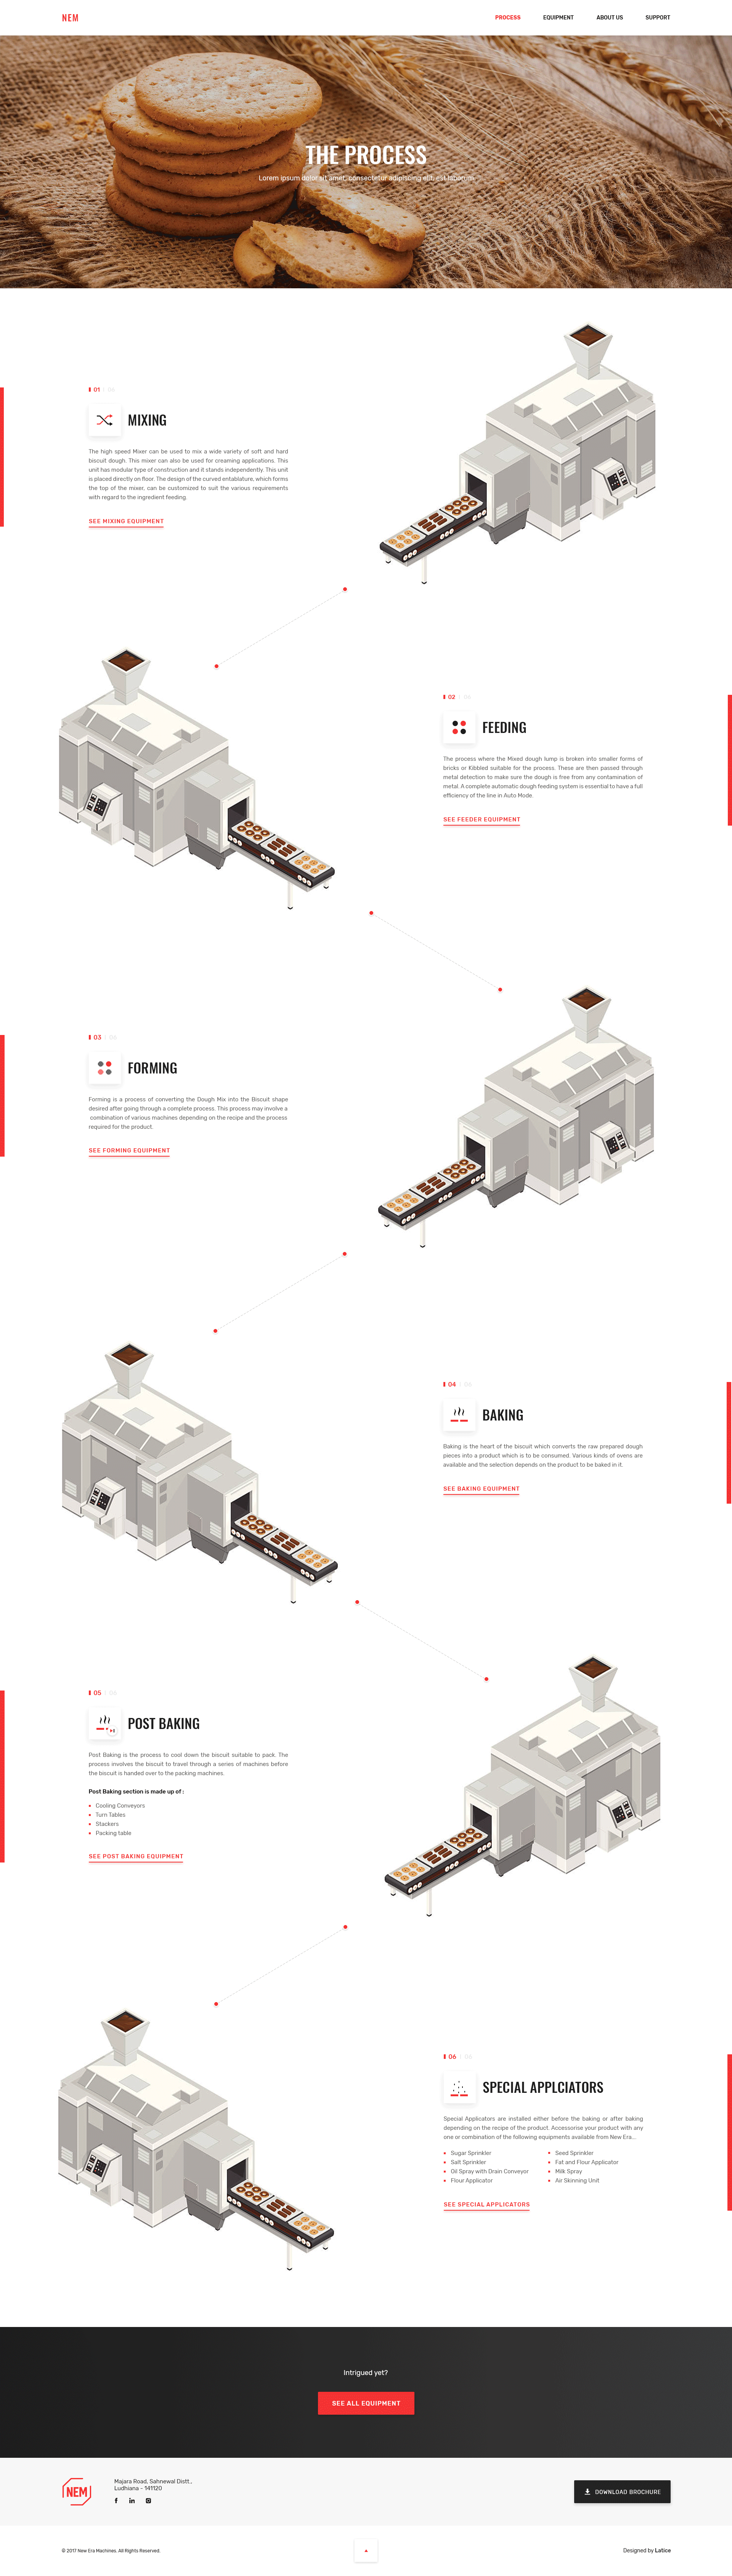 NEM
PROCESS EQUIPMENT ABOUT US SUPPORT
THE PROCESS
Lorem ipsum dolor sit amet, consectetur adipiscing elit, est laborum.
01
MIXING
The high speed Mixer can be used to mix a wide variety of soft and hard
biscuit dough. This mixer can also be used for creaming applications. This
unit has modular type of construction and it stands independently. This unit
is placed directly on floor. The design of the curved entablature, which forms
the top of the mixer, can be customized to suit the various requirements
with regard to the ingredient feeding.
SEE MIXING EQUIPMENT
02
FEEDING
The process where the Mixed dough lump is broken into smaller forms of
bricks or Kibbled suitable for the process. These are then passed through
metal detection to make sure the dough is free from any contamination of
metal. A complete automatic dough feeding system is essential to have a full
efficiency of the line in Auto Mode.
SEE FEEDER EQUIPMENT
03
FORMING
Forming is a process of converting the Dough Mix into the Biscuit shape
desired after going through a complete process. This process may involve a
combination of various machines depending on the recipe and the process
required for the product.
SEE FORMING EQUIPMENT
04
BAKING
Baking is the heart of the biscuit which converts the raw prepared dough
pieces into a product which is to be consumed. Various kinds of ovens are
available and the selection depends on the product to be baked in it.
SEE BAKING EQUIPMENT
05
POST BAKING
Post Baking is the process to cool down the biscuit suitable to pack. The
process involves the biscuit to travel through a series of machines before
the biscuit is handed over to the packing machines.
Post Baking section is made up of :
Cooling Conveyors
Turn Tables
Stackers
Packing table
SEE POST BAKING EQUIPMENT
06
SPECIAL APPLCIATORS
Special Applicators are installed either before the baking or after baking
depending on the recipe of the product. Accessorise your product with any
one or combination of the following equipments available from New Era...
Sugar Sprinkler
Salt Sprinkler
Oil Spray with Drain Conveyor
Flour Applicator
Seed Sprinkler
Fat and Flour Applicator
Milk Spray
Air Skinning Unit
SEE SPECIAL APPLICATORS
Intrigued yet?
SEE ALL EQUIPMENT
NEM
Majara Road, Sahnewal Distt.,
Ludhiana - 141120
DOWNLOAD BROCHURE
© 2017 New Era Machines. All Rights Reserved.
Designed by Latice